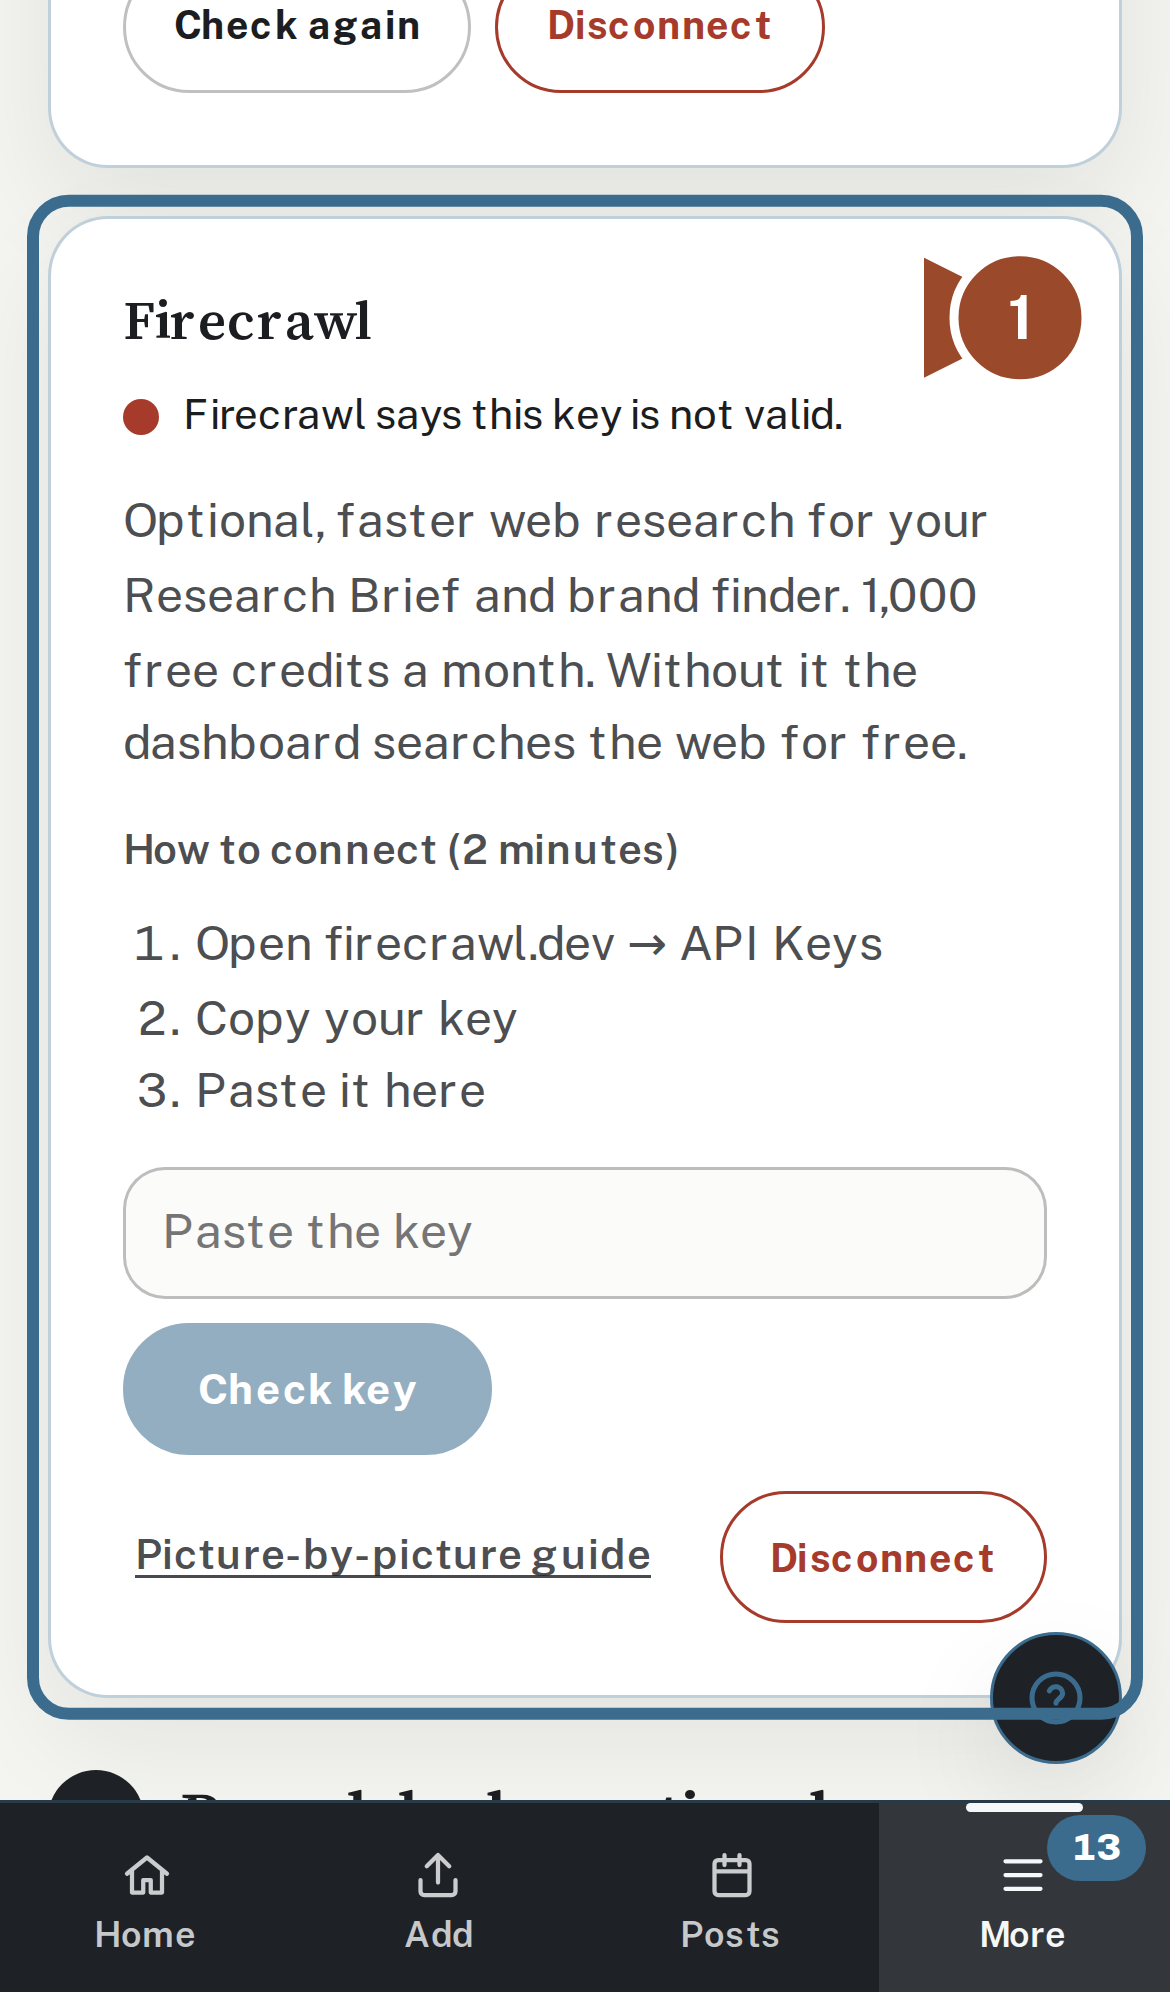 Check again
Disconnect
Firecrawl
1
Firecrawl says this key is not valid.
Optional, faster web research for your
Research Brief and brand finder. 1,000
free credits a month. Without it the
dashboard searches the web for free.
How to connect (2 minutes)
1. Open firecrawl.dev → API Keys
2. Copy your key
3. Paste it here
Paste the key
Check key
Picture-by-picture guide
Disconnect
?
13
Home
Add
Posts
More